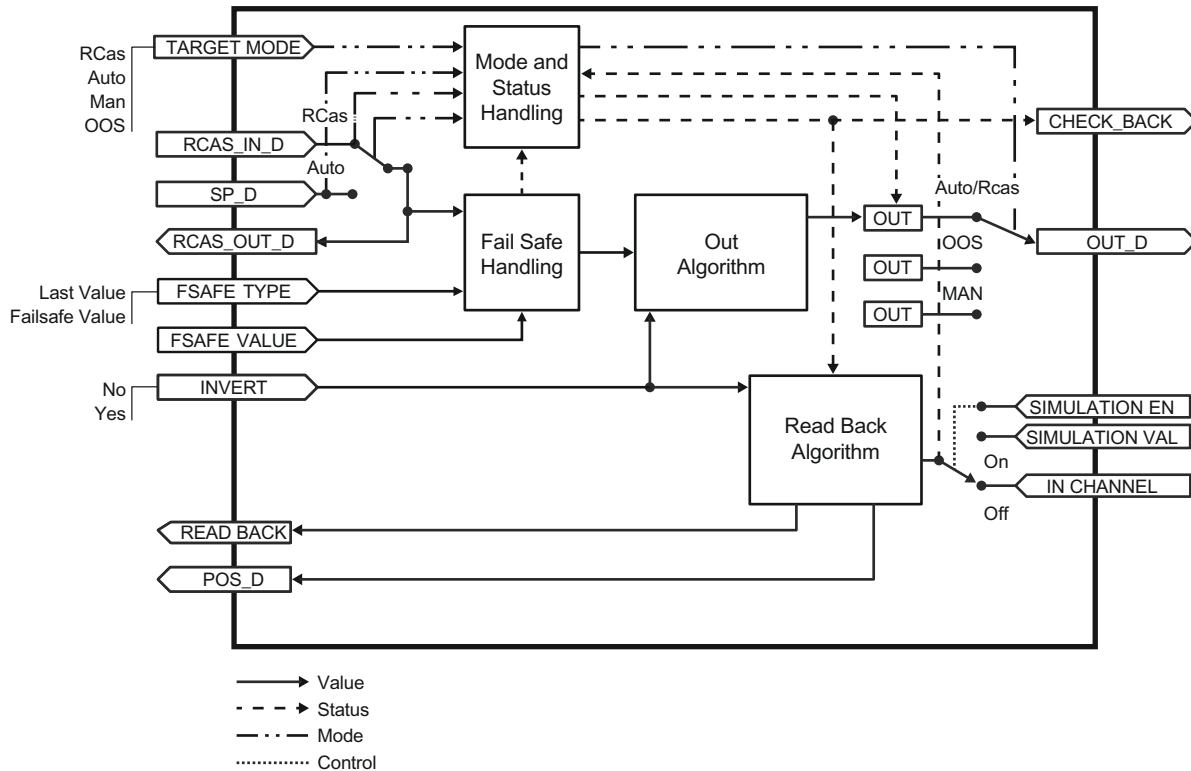 RCas
Auto
Man
OOS
TARGET MODE
RCas
RCAS_IN_D
Auto
SP_D
RCAS_OUT_D
Last Value
Failsafe Value
FSAFE_TYPE
FSAFE_VALUE
No
Yes
INVERT
Mode and
Status
Handling
Fail Safe
Handling
Out
Algorithm
OUT
Auto/Rcas
OOS
OUT
MAN
OUT
CHECK_BACK
OUT_D
Read Back
Algorithm
SIMULATION EN
SIMULATION VAL
On
IN CHANNEL
Off
READ BACK
POS_D
Value
Status
Mode
Control